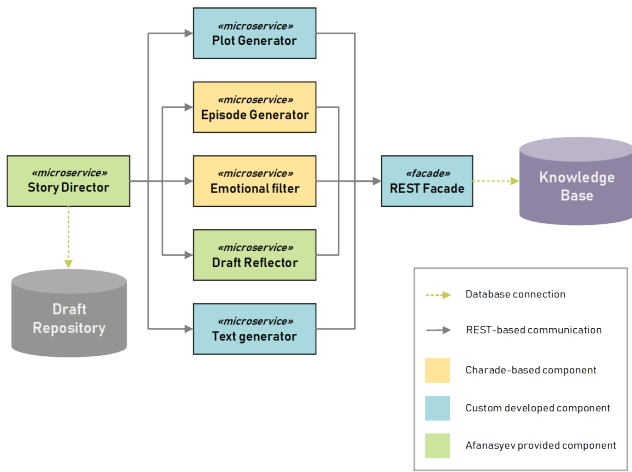 «microservice»
Plot Generator
«microservice»
Episode Generator
«microservice»
Story Director
«microservice»
Emotional filter
«facade»
REST Facade
Knowledge
Base
«microservice»
Draft Reflector
Draft
Repository
«microservice»
Text generator
Database connection
REST-based communication
Charade-based component
Custom developed component
Afanasyev provided component